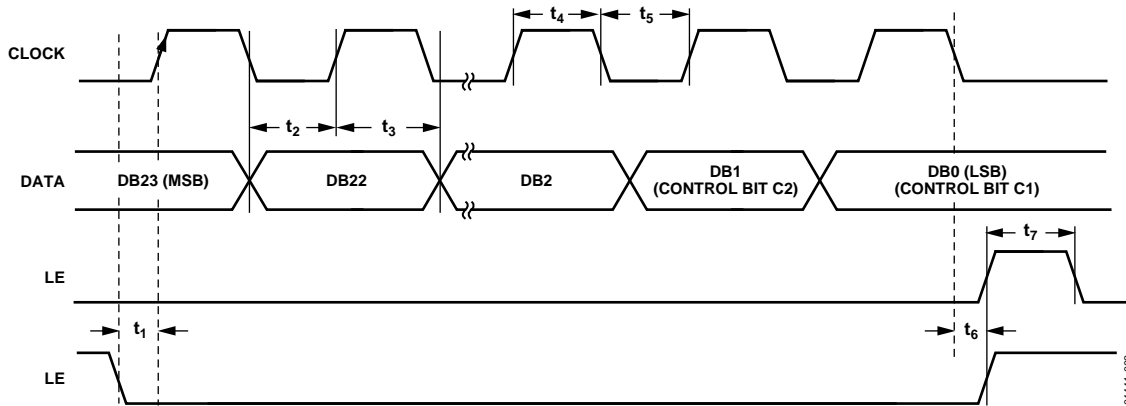 CLOCK
t4
t5
t2
t3
DATA
DB23 (MSB)
DB22
DB2
DB1
(CONTROL BIT C2)
DB0 (LSB)
(CONTROL BIT C1)
t7
LE
t1
t6
LE